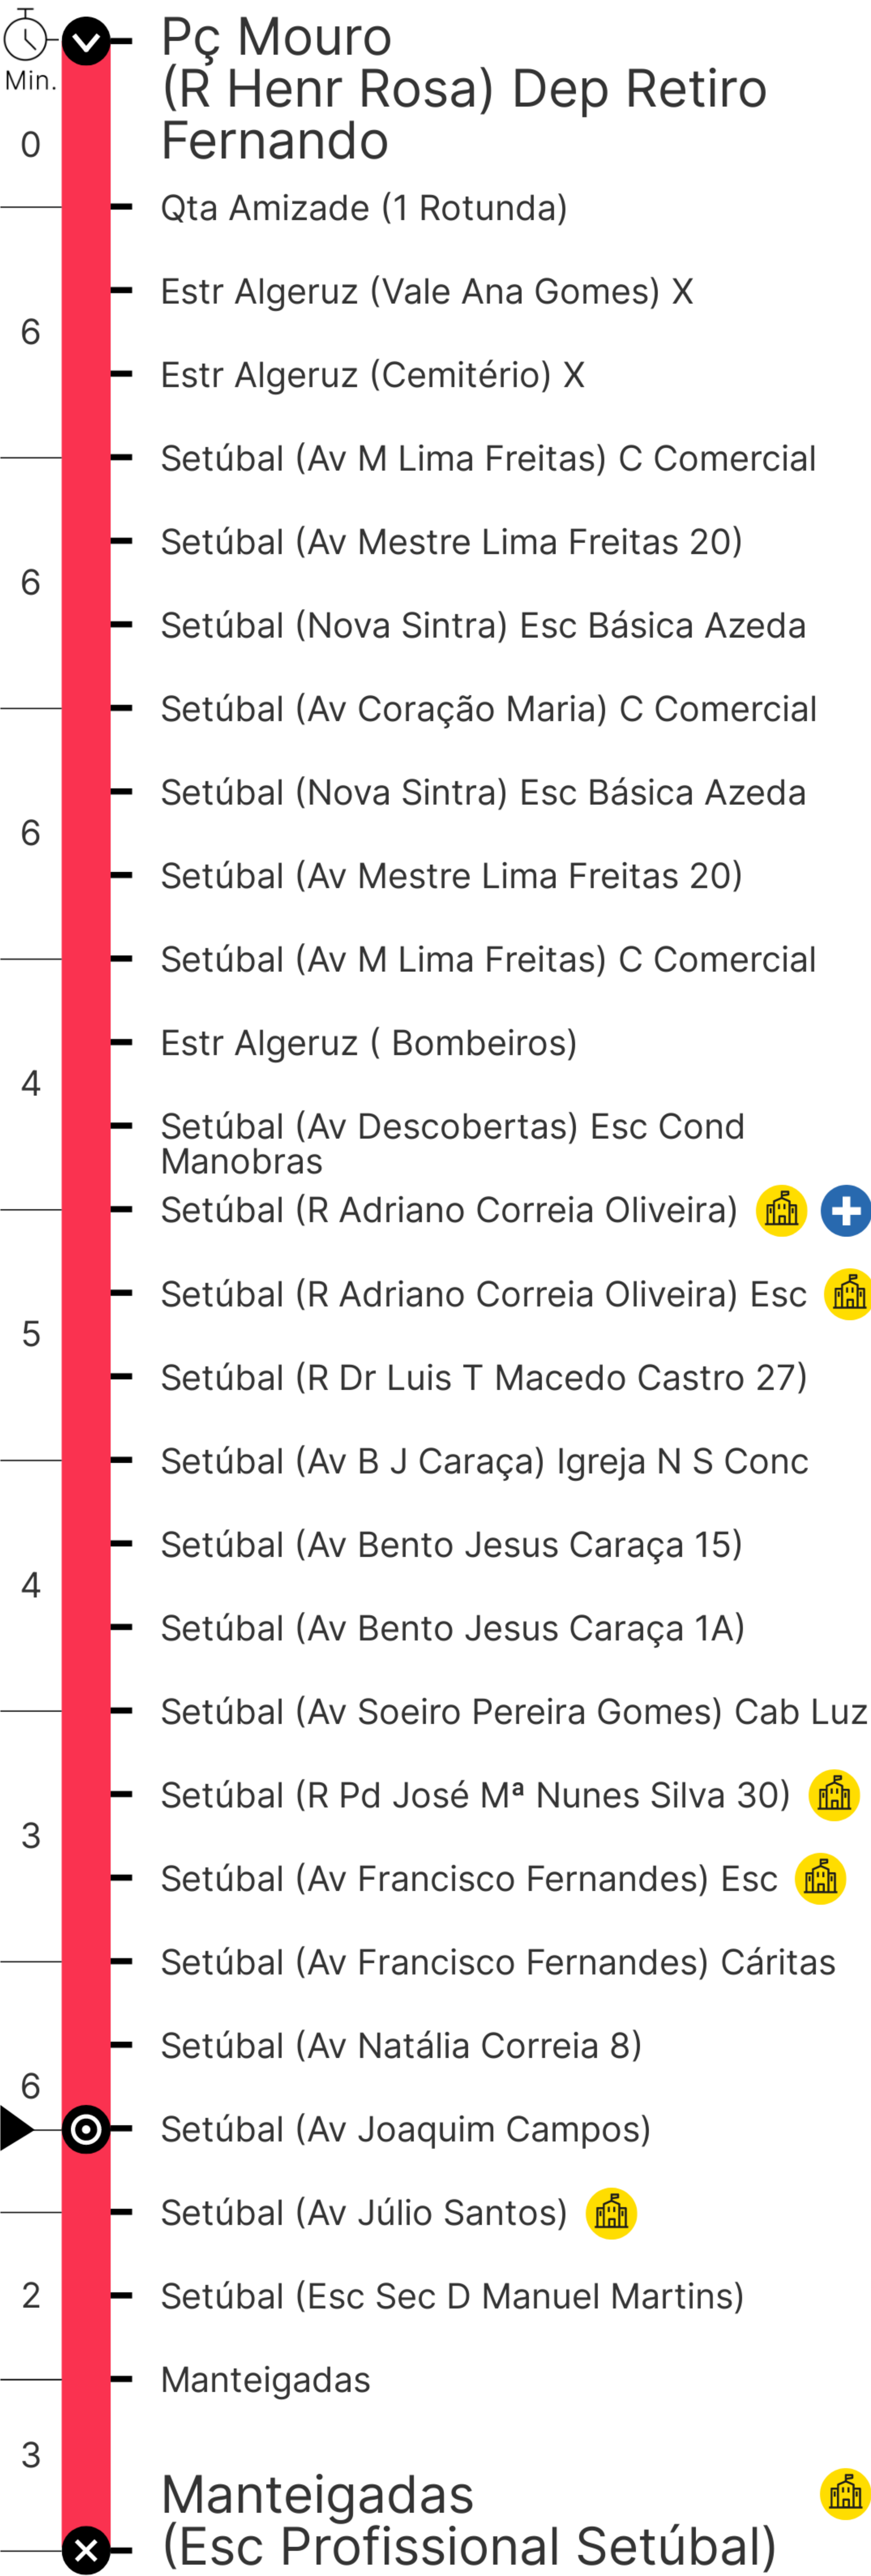 Pç Mouro
(R Henr Rosa) Dep Retiro
Fernando
Min.
0
Qta Amizade (1 Rotunda)
Estr Algeruz (Vale Ana Gomes) X
6
Estr Algeruz (Cemitério) X
Setúbal (Av M Lima Freitas) C Comercial
Setúbal (Av Mestre Lima Freitas 20)
6
Setúbal (Nova Sintra) Esc Básica Azeda
Setúbal (Av Coração Maria) C Comercial
Setúbal (Nova Sintra) Esc Básica Azeda
6
Setúbal (Av Mestre Lima Freitas 20)
Setúbal (Av M Lima Freitas) C Comercial
Estr Algeruz ( Bombeiros)
4
Setúbal (Av Descobertas) Esc Cond
Manobras
Setúbal (R Adriano Correia Oliveira)
Setúbal (R Adriano Correia Oliveira) Esc
5
Setúbal (R Dr Luis T Macedo Castro 27)
Setúbal (Av B J Caraça) Igreja N S Conc
Setúbal (Av Bento Jesus Caraça 15)
4
Setúbal (Av Bento Jesus Caraça 1A)
Setúbal (Av Soeiro Pereira Gomes) Cab Luz
Setúbal (R Pd José Mª Nunes Silva 30)
3
Setúbal (Av Francisco Fernandes) Esc
Setúbal (Av Francisco Fernandes) Cáritas
Setúbal (Av Natália Correia 8)
6
Setúbal (Av Joaquim Campos)
Setúbal (Av Júlio Santos)
2
Setúbal (Esc Sec D Manuel Martins)
Manteigadas
3
Manteigadas
(Esc Profissional Setúbal)